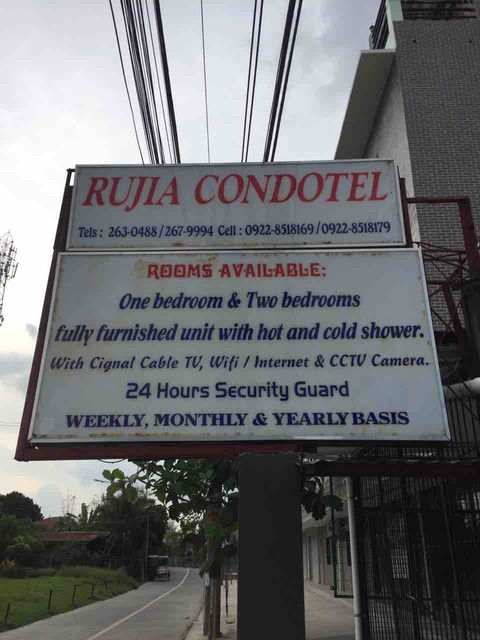 RUJIA CONDOTEL
Tels : 263-0488 / 267-9994 Cell : 0922-8518169 / 0922-8518179
ROOMS AVAILABLE:
One bedroom & Two bedrooms
fully furnished unit with hot and cold shower.
With Cignal Cable TV, Wifi / Internet & CCTV Camera.
24 Hours Security Guard
WEEKLY, MONTHLY & YEARLY BASIS